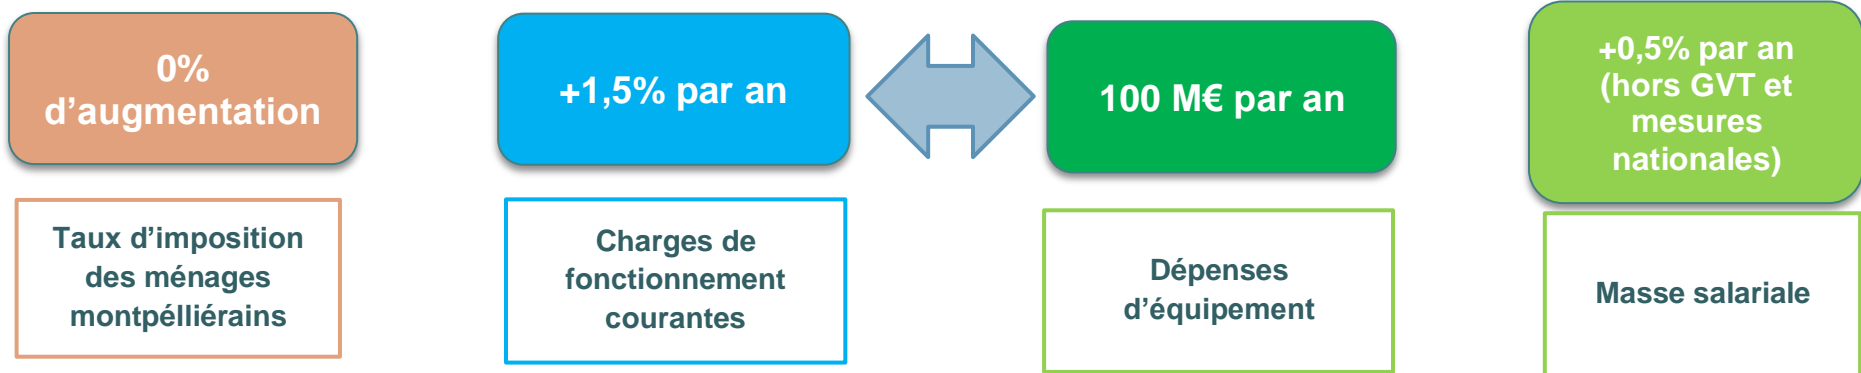 0%
d’augmentation
Taux d’imposition
des ménages
montpélliérains
+1,5% par an
Charges de
fonctionnement
courantes
100 M€ par an
Dépenses
d’équipement
+0,5% par an
(hors GVT et
mesures
nationales)
Masse salariale